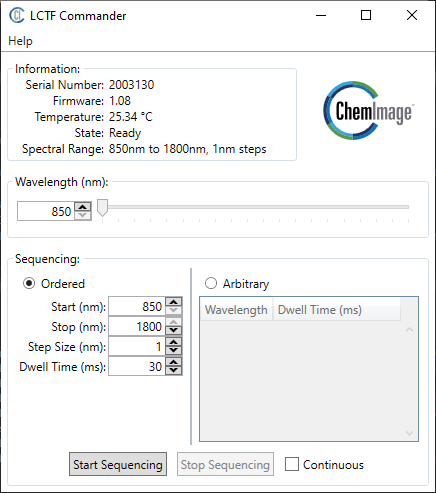 LCTF Commander
Help
Information:
Serial Number: 2003130
Firmware: 1.08
Temperature: 25.34 °C
State: Ready
Spectral Range: 850nm to 1800nm, 1nm steps
CI
ChemImage™
Wavelength (nm):
850
Sequencing:
Ordered
Start (nm): 850
Stop (nm): 1800
Step Size (nm): 1
Dwell Time (ms): 30
Arbitrary
Wavelength Dwell Time (ms)
Start Sequencing Stop Sequencing Continuous